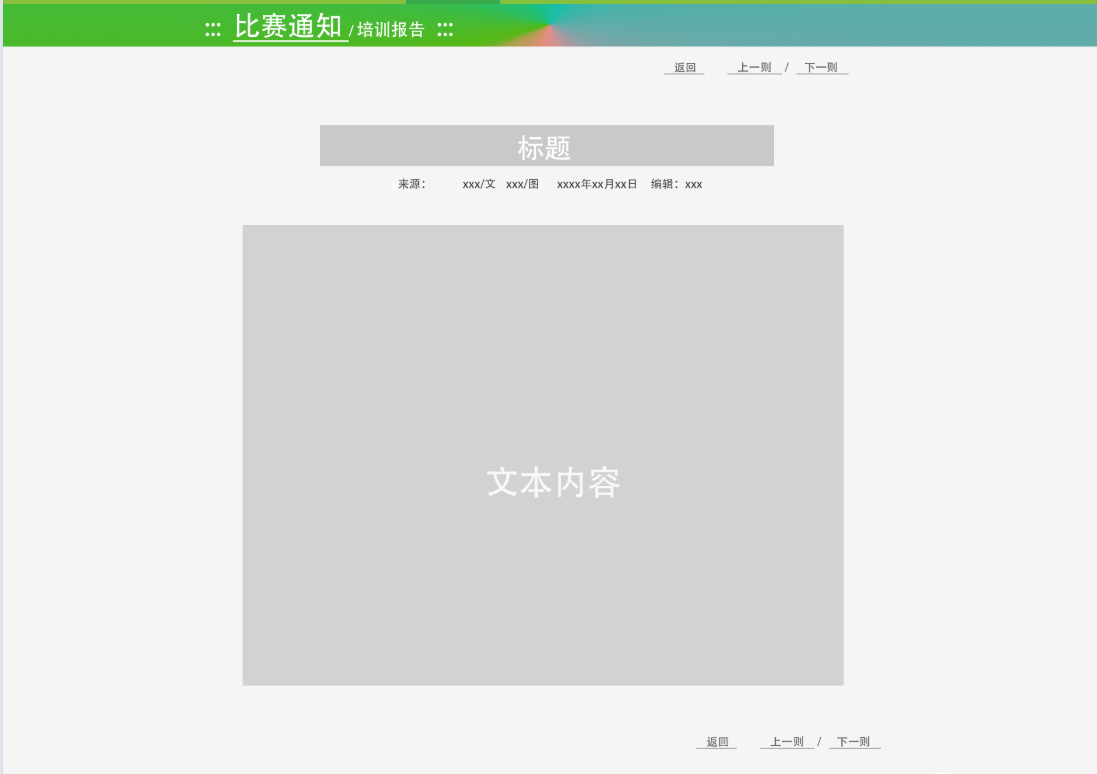 ::: 比赛通知 / 培训报告 :::
返回 上一则 / 下一则
标题
来源： xxx/文 xxx/图 xxxx年xx月xx日 编辑：xxx
文本内容
返回 上一则 / 下一则